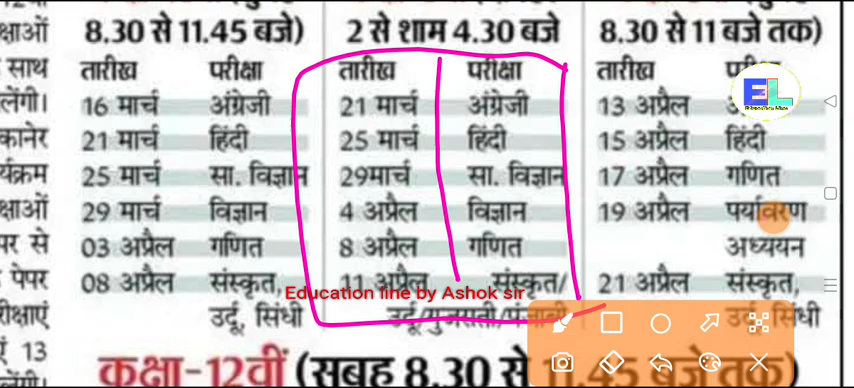 क्षाओं
8.30 से 11.45 बजे)
2 से शाम 4.30 बजे
8.30 से 11 बजे तक)
साथ
तारीख परीक्षा
तारीख परीक्षा
तारीख
लेंगी।
16 मार्च अंग्रेजी
21 मार्च अंग्रेजी
13 अप्रैल
EL
कानेर
21 मार्च हिंदी
25 मार्च हिंदी
15 अप्रैल हिंदी
र्यक्रम
25 मार्च सा. विज्ञान
29मार्च सा. विज्ञान
17 अप्रैल गणित
क्षाओं
29 मार्च विज्ञान
4 अप्रैल विज्ञान
19 अप्रैल पर्यावरण
अध्ययन
पर से
03 अप्रैल गणित
8 अप्रैल गणित
पेपर
08 अप्रैल संस्कृत,
उर्दू, सिंधी
11 अप्रैल संस्कृत/
उर्दू/गुजराती/पंजाबी
21 अप्रैल संस्कृत,
उर्दू, सिंधी
Education line by Ashok sir
रीक्षाएं
13
कक्षा-12वीं (सुबह 8.30 से 11.45 बजे तक)
लेंगी।